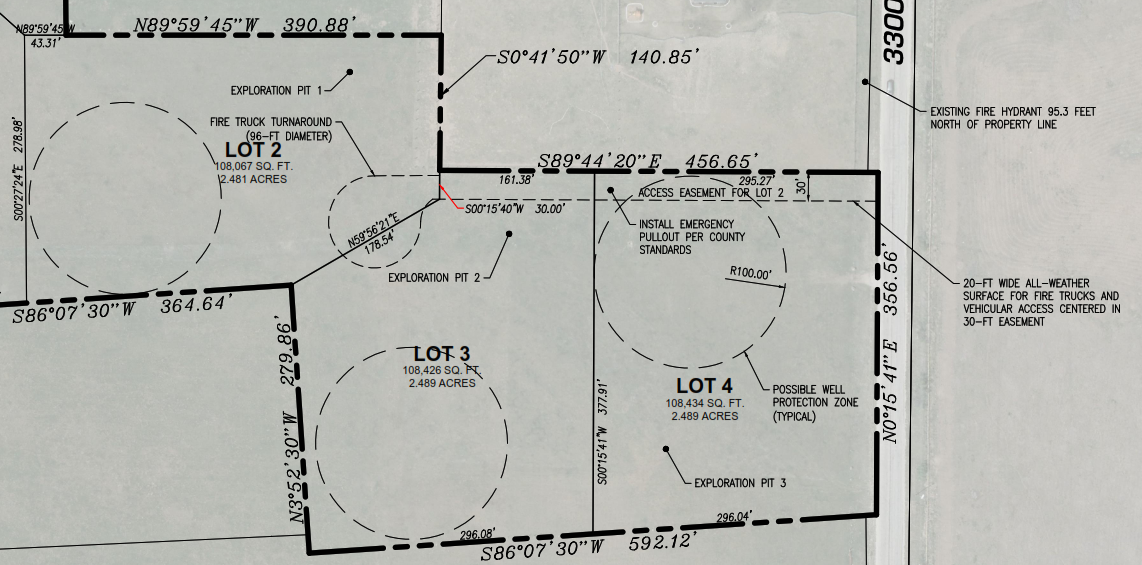 N89°59'45"W
43.31'
N89°59'45"W 390.88'
S0°41'50"W 140.85'
3300
EXPLORATION PIT 1
EXISTING FIRE HYDRANT 95.3 FEET
NORTH OF PROPERTY LINE
FIRE TRUCK TURNAROUND
(96-FT DIAMETER)
LOT 2
108,067 SQ. FT.
2.481 ACRES
S00°27'24"E 278.98'
S89°44'20"E 456.65'
161.38'
295.27'
30'
ACCESS EASEMENT FOR LOT 2
S00°15'40"W 30.00'
INSTALL EMERGENCY
PULLOUT PER COUNTY
STANDARDS
N59°56'21"E
178.54'
EXPLORATION PIT 2
R100.00'
20-FT WIDE ALL-WEATHER
SURFACE FOR FIRE TRUCKS AND
VEHICULAR ACCESS CENTERED IN
30-FT EASEMENT
S86°07'30"W 364.64'
N3°52'30"W 279.86'
LOT 3
108,426 SQ. FT.
2.489 ACRES
S00°15'41"W 377.91'
LOT 4
108,434 SQ. FT.
2.489 ACRES
POSSIBLE WELL
PROTECTION ZONE
(TYPICAL)
N0°15'41"E 356.56'
EXPLORATION PIT 3
296.08'
296.04'
S86°07'30"W 592.12'